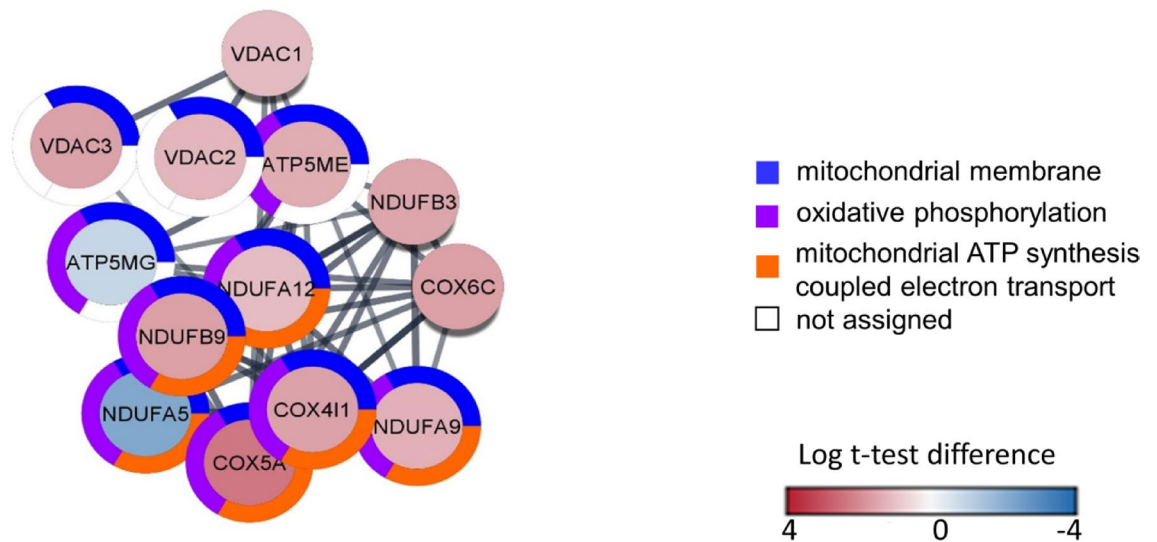 VDAC1
VDAC3
VDAC2
ATP5ME
NDUFB3
ATP5MG
NDUFA12
COX6C
NDUFB9
NDUFA5
COX4I1
NDUFA9
COX5A
mitochondrial membrane
oxidative phosphorylation
mitochondrial ATP synthesis
coupled electron transport
not assigned
Log t-test difference
4 0 -4